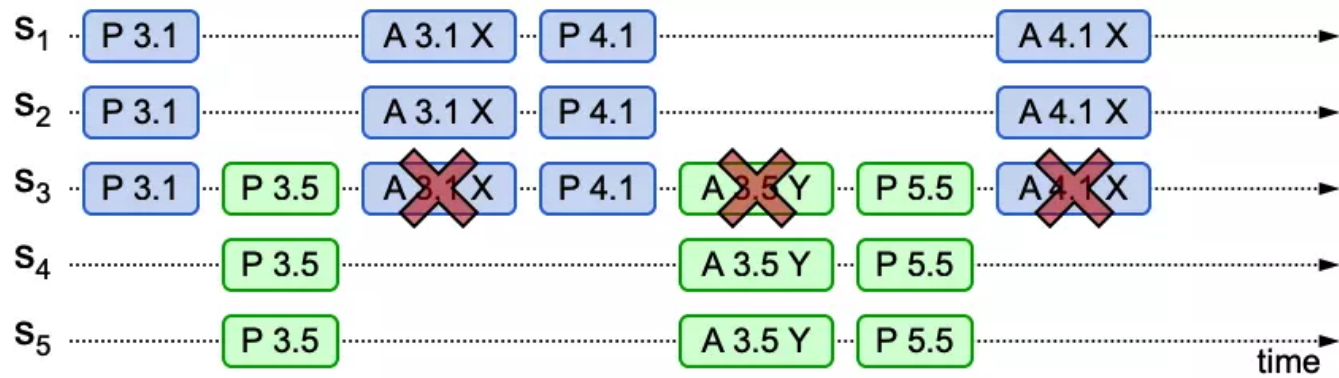 S1 P 3.1 A 3.1 X P 4.1 A 4.1 X
S2 P 3.1 A 3.1 X P 4.1 A 4.1 X
S3 P 3.1 P 3.5 A 3.1 X P 4.1 A 3.5 Y P 5.5 A 4.1 X
S4 P 3.5 A 3.5 Y P 5.5
S5 P 3.5 A 3.5 Y P 5.5
time